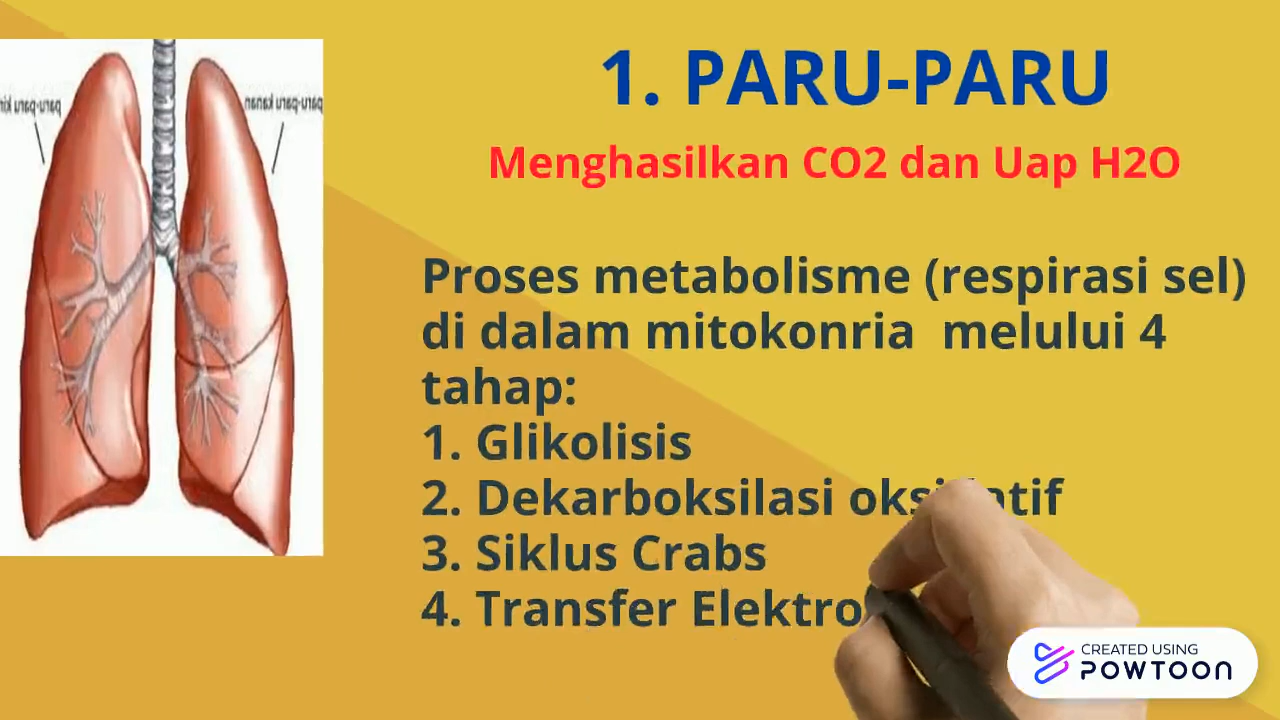 1. PARU-PARU
Menghasilkan CO2 dan Uap H2O
paru-paru kanan
Proses metabolisme (respirasi sel)
di dalam mitokonria melului 4
tahap:
1. Glikolisis
2. Dekarboksilasi
3. Siklus Crabs
4. Transfer
CREATED USING
POWTOON